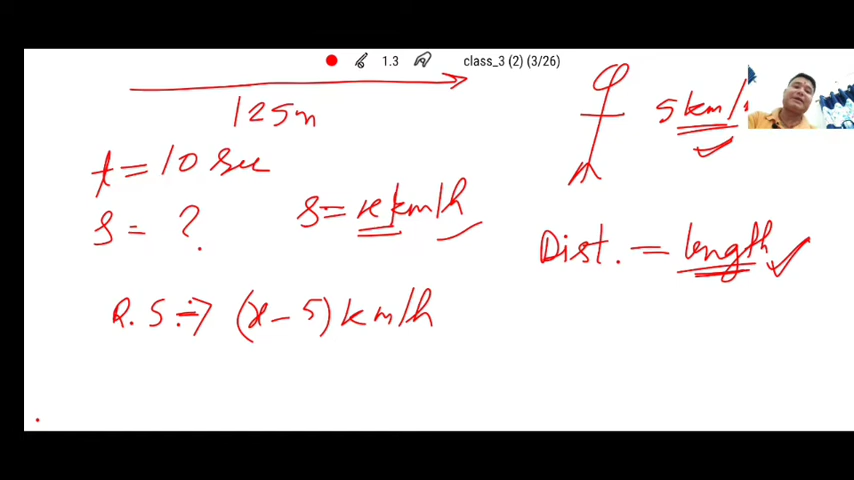 1.3 class_3 (2) (3/26)
125m
5km/
t = 10 sec
S = ? S = x km/h
Dist. = length
R.S ⇒ (x - 5) km/h